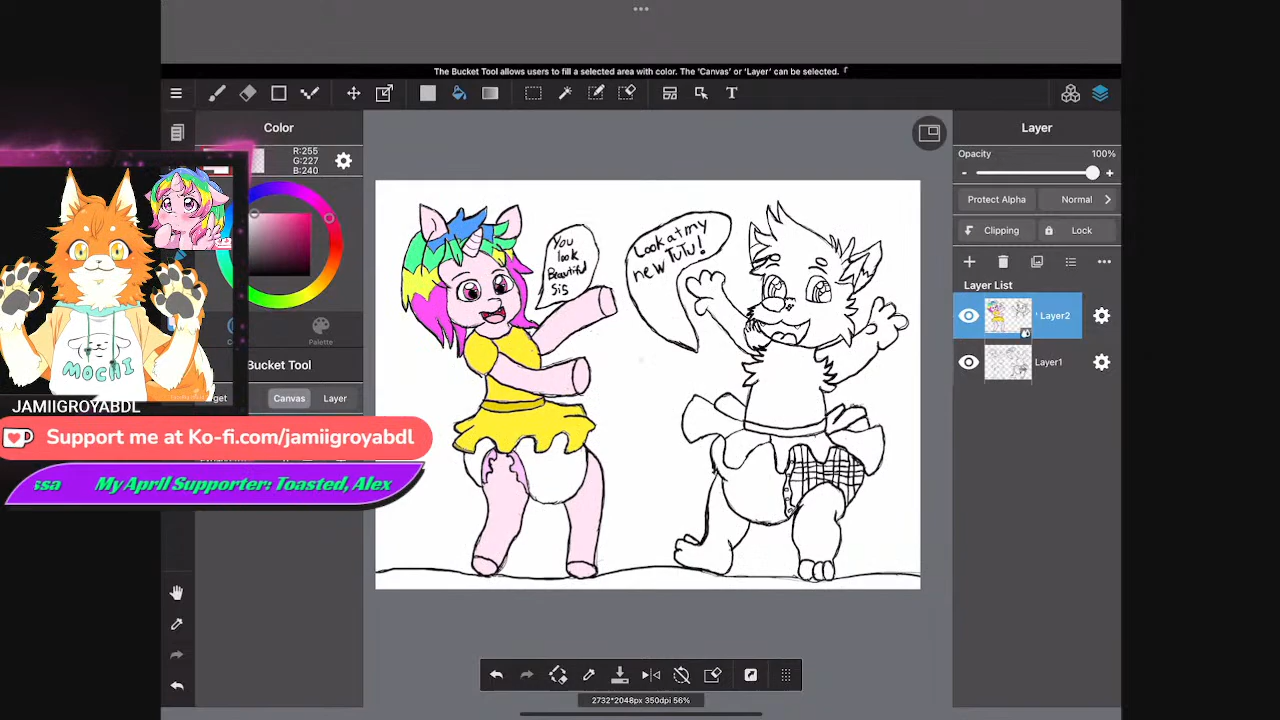 The 'Bucket Tool allows users to fill a selected area with color. The 'Canvas' or 'Layer' can be selected.
T
Color
R:255
G:227
B:240
Palette
Bucket Tool
Canvas
Layer
MOCHI
JAMIIGROYABDL
Support me at Ko-fi.com/jamiigroyabdl
ssa My April Supporter: Toasted, Alex
You
look
Beautiful
Sis
Look at my
new TuTu!
Layer
Opacity
100%
-
+
Protect Alpha
Normal
Clipping
Lock
Layer List
Layer2
Layer1
2732*2048px 350dpi 56%